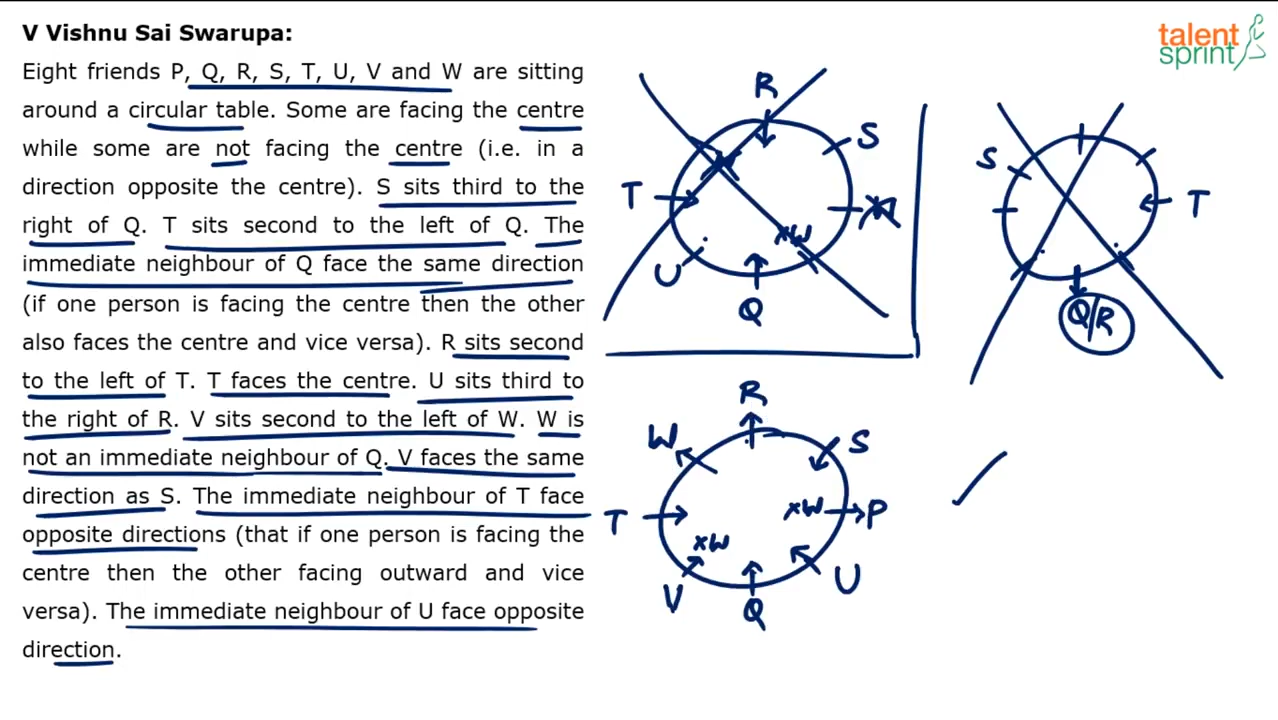 V Vishnu Sai Swarupa:
Eight friends P, Q, R, S, T, U, V and W are sitting
around a circular table. Some are facing the centre
while some are not facing the centre (i.e. in a
direction opposite the centre). S sits third to the
right of Q. T sits second to the left of Q. The
immediate neighbour of Q face the same direction
(if one person is facing the centre then the other
also faces the centre and vice versa). R sits second
to the left of T. T faces the centre. U sits third to
the right of R. V sits second to the left of W. W is
not an immediate neighbour of Q. V faces the same
direction as S. The immediate neighbour of T face
opposite directions (that if one person is facing the
centre then the other facing outward and vice
versa). The immediate neighbour of U face opposite
direction.
talent
sprint
R
S
T
xW
U
Q
S
T
Q/R
R
W
S
T
xW
P
xW
V
Q
U